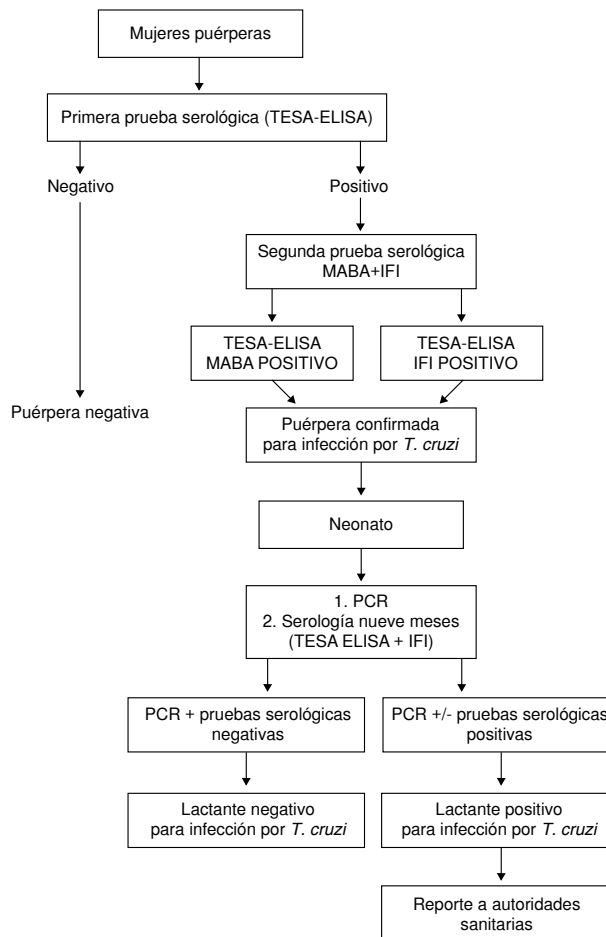 Mujeres puérperas
Primera prueba serológica (TESA-ELISA)
Negativo
Positivo
Segunda prueba serológica
MABA+IFI
TESA-ELISA
MABA POSITIVO
TESA-ELISA
IFI POSITIVO
Puérpera negativa
Puérpera confirmada
para infección por T. cruzi
Neonato
1. PCR
2. Serología nueve meses
(TESA ELISA + IFI)
PCR + pruebas serológicas
negativas
PCR +/- pruebas serológicas
positivas
Lactante negativo
para infección por T. cruzi
Lactante positivo
para infección por T. cruzi
Reporte a autoridades
sanitarias